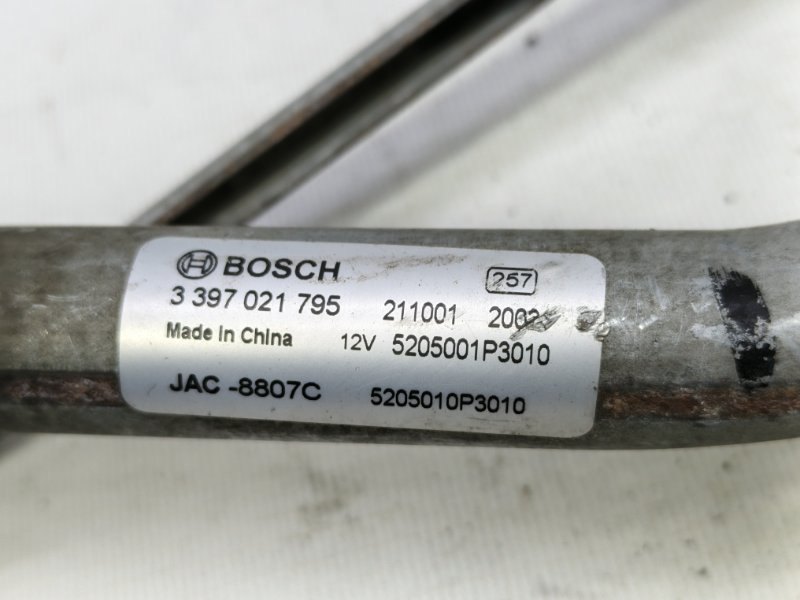 BOSCH 257
3 397 021 795 211001
Made in China 12V 5205001P3010
JAC -8807C 5205010P3010